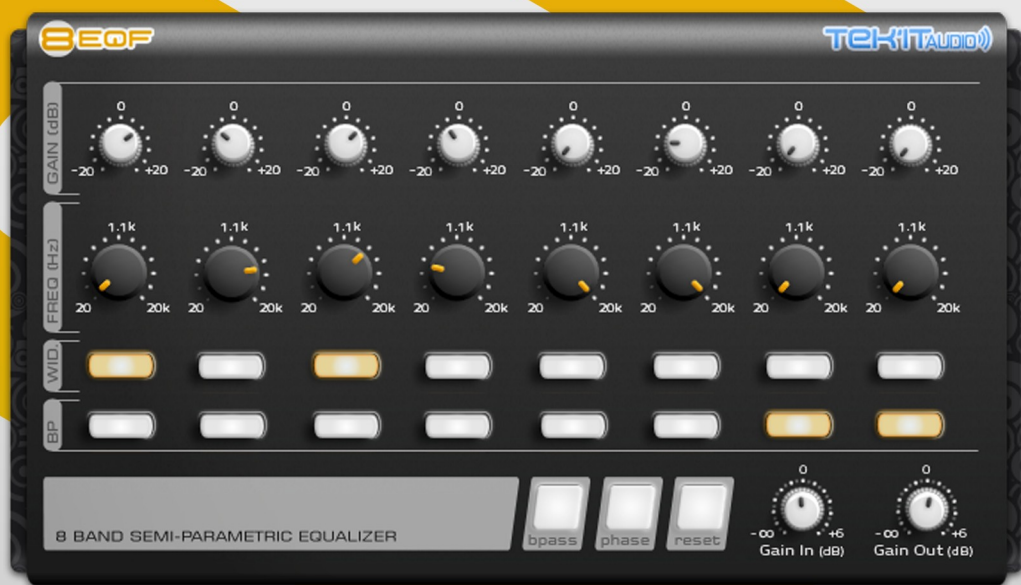 8EQF
TEK'IT AUDIO
GAIN (dB)
0 0 0 0 0 0 0 0
-20 +20 -20 +20 -20 +20 -20 +20 -20 +20 -20 +20 -20 +20 -20 +20
FREQ (Hz)
1.1k 1.1k 1.1k 1.1k 1.1k 1.1k 1.1k 1.1k
20 20k 20 20k 20 20k 20 20k 20 20k 20 20k 20 20k 20 20k
WID.
BP
8 BAND SEMI-PARAMETRIC EQUALIZER
bpass phase reset
0 0
-∞ +6 -∞ +6
Gain In (dB) Gain Out (dB)